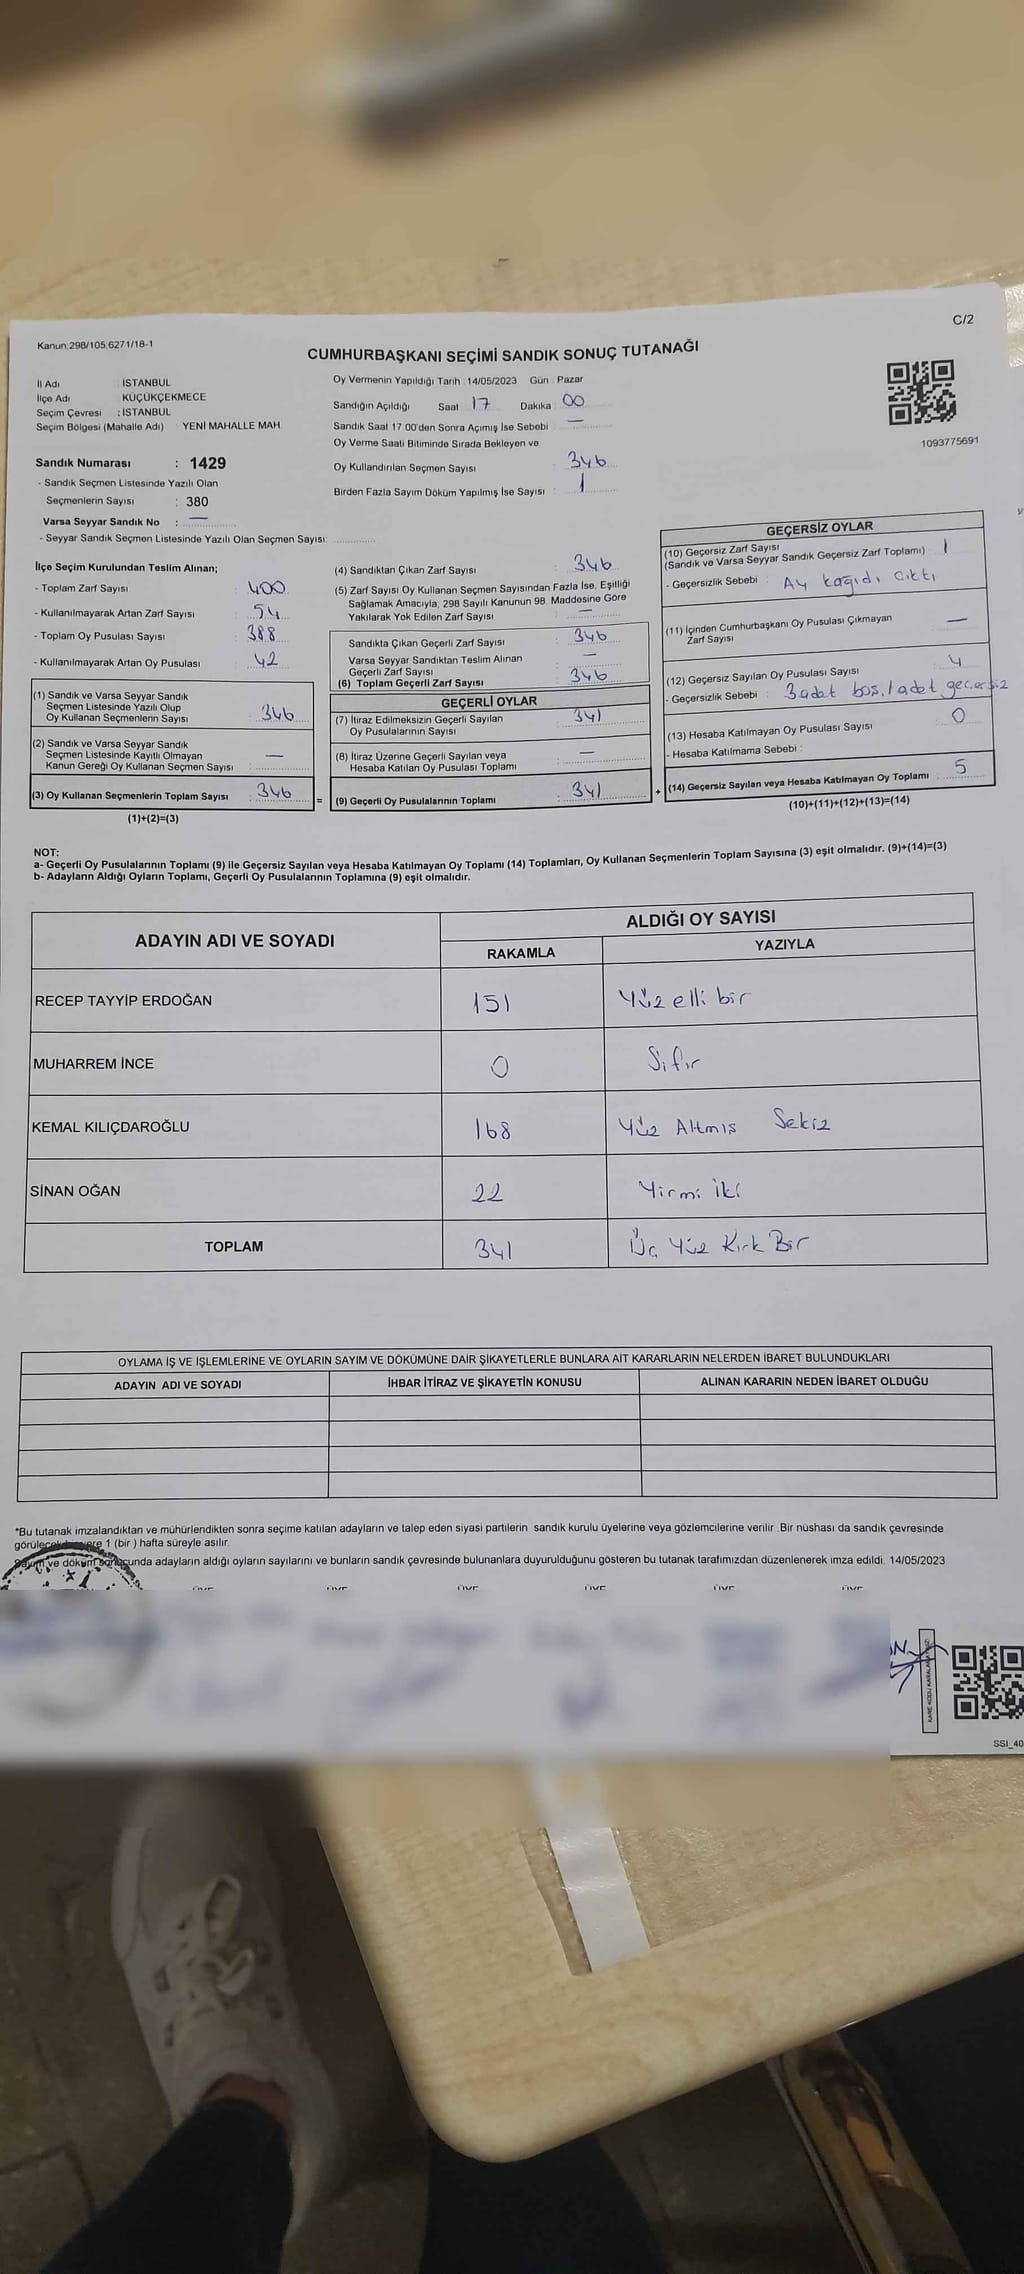 C/2
Kanun:298/105,6271/18-1
CUMHURBAŞKANI SEÇİMİ SANDIK SONUÇ TUTANAĞI
İl Adı : İSTANBUL
İlçe Adı : KÜÇÜKÇEKMECE
Seçim Çevresi : İSTANBUL
Seçim Bölgesi (Mahalle Adı) YENİ MAHALLE MAH.
Sandık Numarası : 1429
- Sandık Seçmen Listesinde Yazılı Olan
Seçmenlerin Sayısı : 380
Varsa Seyyar Sandık No : —
- Seyyar Sandık Seçmen Listesinde Yazılı Olan Seçmen Sayısı:
Oy Vermenin Yapıldığı Tarih : 14/05/2023 Gün : Pazar
Sandığın Açıldığı Saat 17 Dakika 00
Sandık Saat 17:00'den Sonra Açımış İse Sebebi : —
Oy Verme Saati Bitiminde Sırada Bekleyen ve
Oy Kullandırılan Seçmen Sayısı : 346
Birden Fazla Sayım Döküm Yapılmış İse Sayısı : 1
1093775691
İlçe Seçim Kurulundan Teslim Alınan;
- Toplam Zarf Sayısı : 400
- Kullanılmayarak Artan Zarf Sayısı : 54
- Toplam Oy Pusulası Sayısı : 388
- Kullanılmayarak Artan Oy Pusulası : 42
(1) Sandık ve Varsa Seyyar Sandık
Seçmen Listesinde Yazılı Olup
Oy Kullanan Seçmenlerin Sayısı : 346
(2) Sandık ve Varsa Seyyar Sandık
Seçmen Listesinde Kayıtlı Olmayan
Kanun Gereği Oy Kullanan Seçmen Sayısı : —
(3) Oy Kullanan Seçmenlerin Toplam Sayısı : 346
(1)+(2)=(3)
=
(4) Sandıktan Çıkan Zarf Sayısı : 346
(5) Zarf Sayısı Oy Kullanan Seçmen Sayısından Fazla İse, Eşitliği
Sağlamak Amacıyla, 298 Sayılı Kanunun 98. Maddesine Göre
Yakılarak Yok Edilen Zarf Sayısı : —
Sandıkta Çıkan Geçerli Zarf Sayısı : 346
Varsa Seyyar Sandıktan Teslim Alınan
Geçerli Zarf Sayısı : —
(6) Toplam Geçerli Zarf Sayısı : 346
GEÇERLİ OYLAR
(7) İtiraz Edilmeksizin Geçerli Sayılan
Oy Pusulalarının Sayısı : 341
(8) İtiraz Üzerine Geçerli Sayılan veya
Hesaba Katılan Oy Pusulası Toplamı : —
(9) Geçerli Oy Pusulalarının Toplamı : 341
+
GEÇERSİZ OYLAR
(10) Geçersiz Zarf Sayısı
(Sandık ve Varsa Seyyar Sandık Geçersiz Zarf Toplamı) : 1
- Geçersizlik Sebebi : Ay kağıdı çıktı
(11) İçinden Cumhurbaşkanı Oy Pusulası Çıkmayan
Zarf Sayısı —
(12) Geçersiz Sayılan Oy Pusulası Sayısı : 4
- Geçersizlik Sebebi : 3 adet boş, 1 adet geçersiz
(13) Hesaba Katılmayan Oy Pusulası Sayısı : 0
- Hesaba Katılmama Sebebi :
(14) Geçersiz Sayılan veya Hesaba Katılmayan Oy Toplamı : 5
(10)+(11)+(12)+(13)=(14)
NOT:
a- Geçerli Oy Pusulalarının Toplamı (9) ile Geçersiz Sayılan veya Hesaba Katılmayan Oy Toplamı (14) Toplamları, Oy Kullanan Seçmenlerin Toplam Sayısına (3) eşit olmalıdır. (9)+(14)=(3)
b- Adayların Aldığı Oyların Toplamı, Geçerli Oy Pusulalarının Toplamına (9) eşit olmalıdır.
ADAYIN ADI VE SOYADI ALDIĞI OY SAYISI
RAKAMLA YAZIYLA
RECEP TAYYİP ERDOĞAN 151 Yüz elli bir
MUHARREM İNCE 0 Sıfır
KEMAL KILIÇDAROĞLU 168 Yüz Altmış Sekiz
SİNAN OĞAN 22 Yirmi iki
TOPLAM 341 Üç Yüz Kırk Bir
OYLAMA İŞ VE İŞLEMLERİNE VE OYLARIN SAYIM VE DÖKÜMÜNE DAİR ŞİKAYETLERLE BUNLARA AİT KARARLARIN NELERDEN İBARET BULUNDUKLARI
ADAYIN ADI VE SOYADI İHBAR İTİRAZ VE ŞİKAYETİN KONUSU ALINAN KARARIN NEDEN İBARET OLDUĞU
*Bu tutanak imzalandıktan ve mühürlendikten sonra seçime katılan adayların ve talep eden siyasi partilerin sandık kurulu üyelerine veya gözlemcilerine verilir. Bir nüshası da sandık çevresinde
görülecek bir yere 1 (bir) hafta süreyle asılır.
Sayım ve döküm sonucunda adayların aldığı oyların sayılarını ve bunların sandık çevresinde bulunanlara duyurulduğunu gösteren bu tutanak tarafımızdan düzenlenerek imza edildi. 14/05/2023
ÜYE ÜYE ÜYE ÜYE ÜYE ÜYE
SSI_40